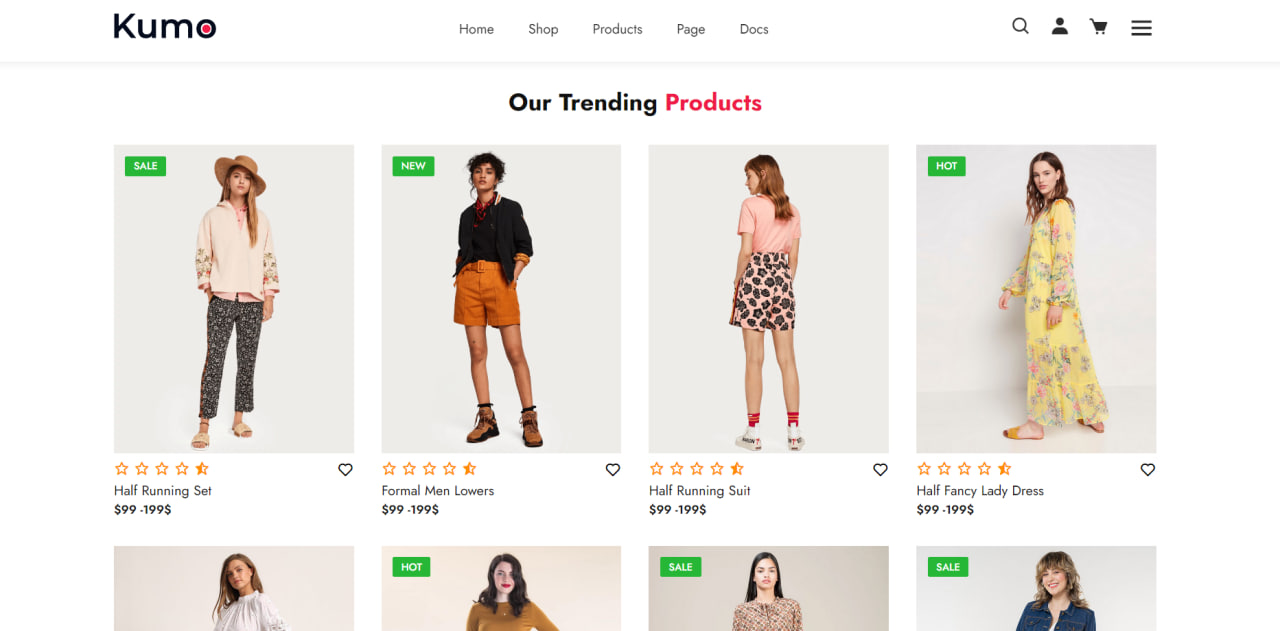 Kumo
Home Shop Products Page Docs
Our Trending Products
SALE
NEW
HOT
Half Running Set
$99 -199$
Formal Men Lowers
$99 -199$
Half Running Suit
$99 -199$
Half Fancy Lady Dress
$99 -199$
HOT
SALE
SALE